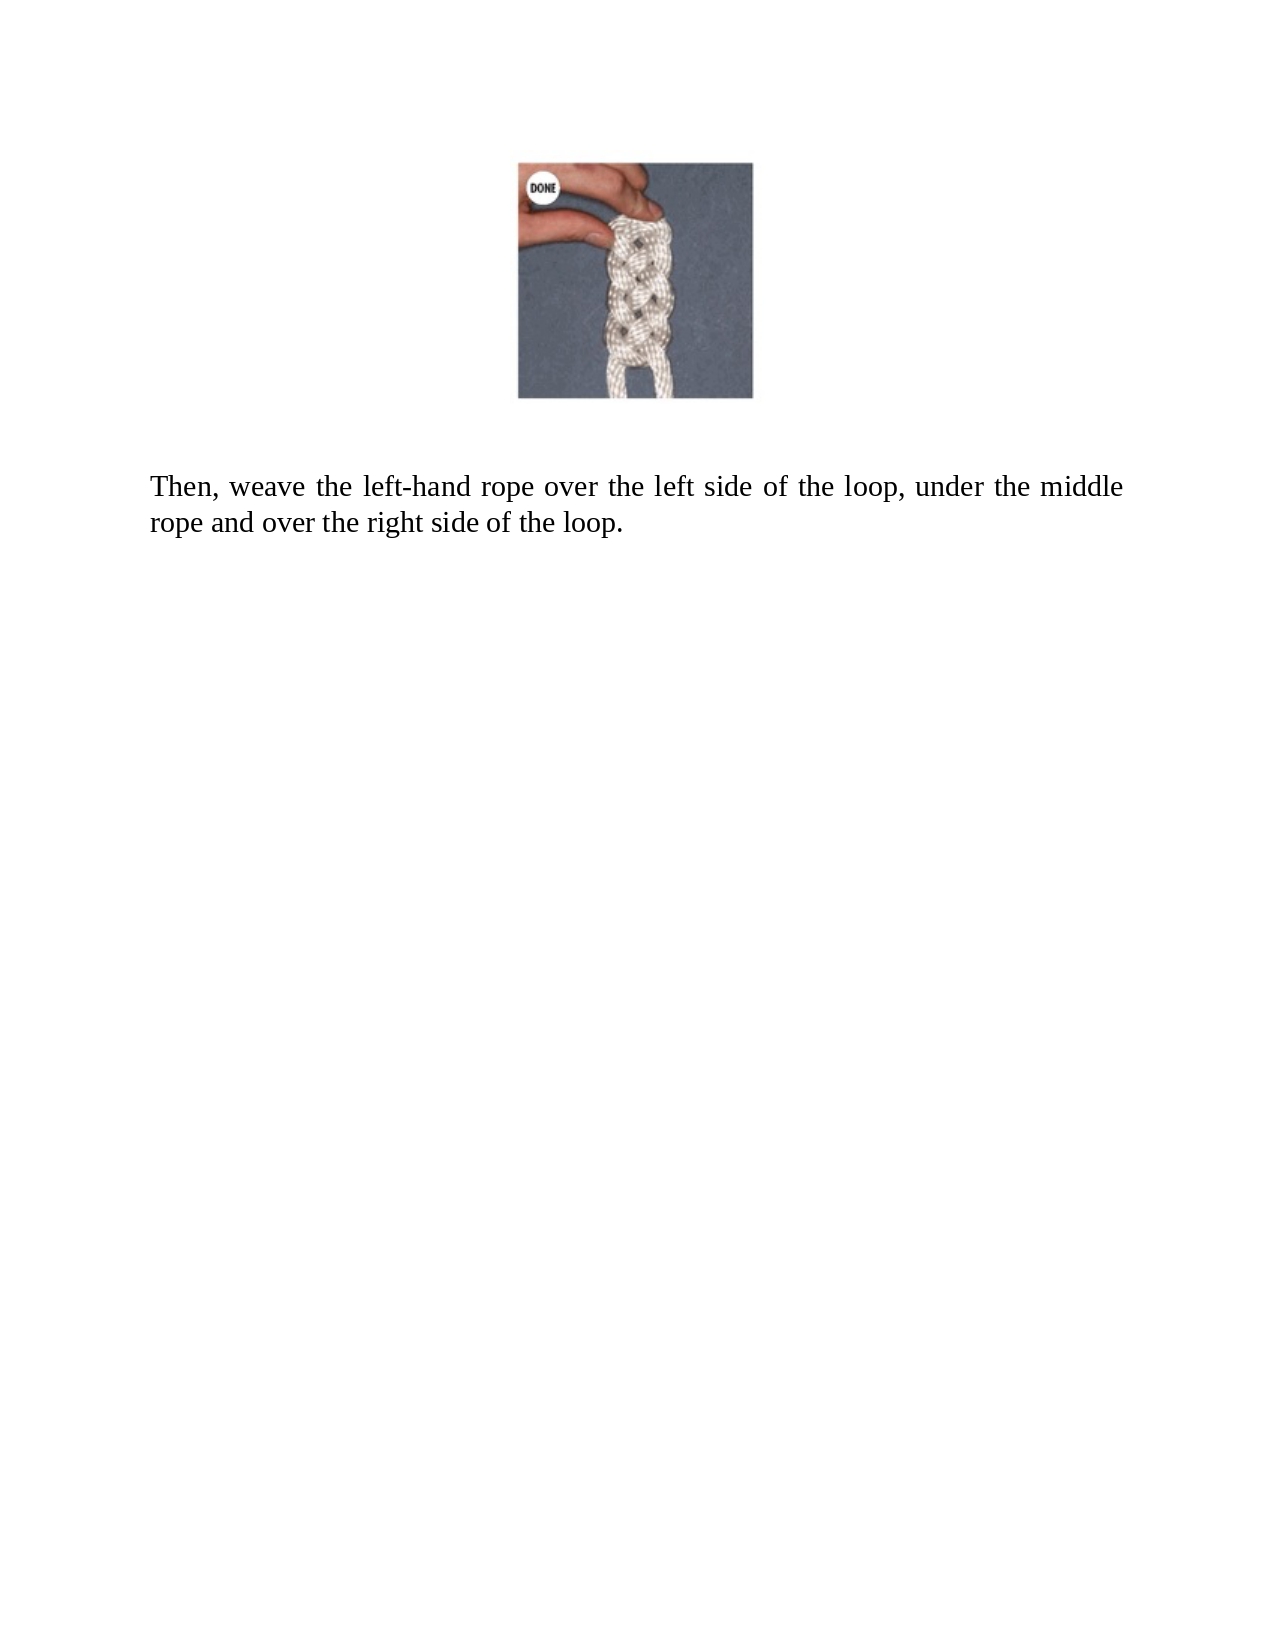 DONE
Then, weave the left-hand rope over the left side of the loop, under the middle
rope and over the right side of the loop.